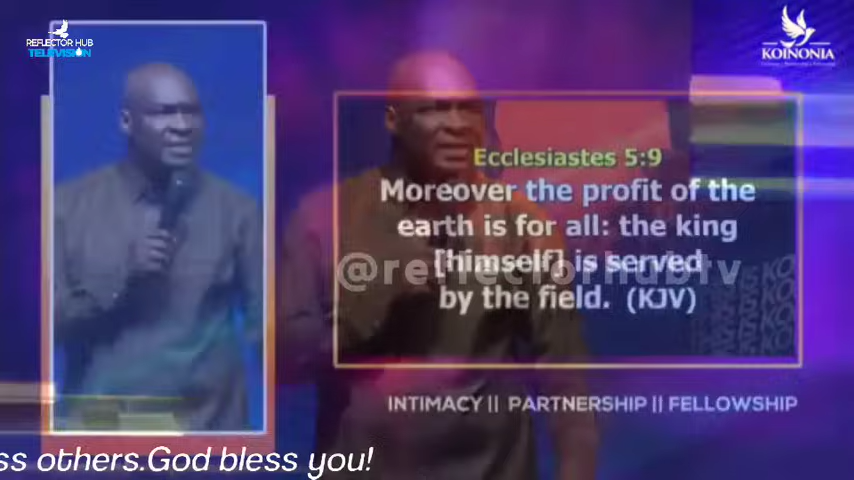 REFLECTOR HUB
TELEVISION
KOINONIA
Ecclesiastes 5:9
Moreover the profit of the
earth is for all: the king
[himself] is served
by the field. (KJV)
@reflectorhubtv
INTIMACY || PARTNERSHIP || FELLOWSHIP
ss others.God bless you!